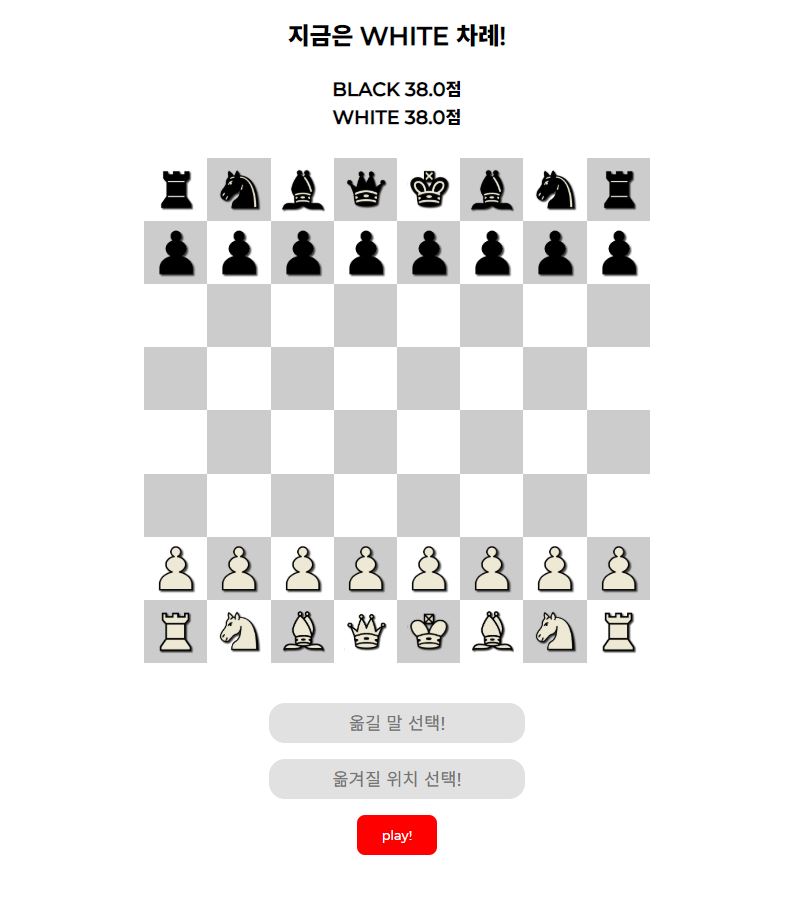 지금은 WHITE 차례!
BLACK 38.0점
WHITE 38.0점
옮길 말 선택!
옮겨질 위치 선택!
play!